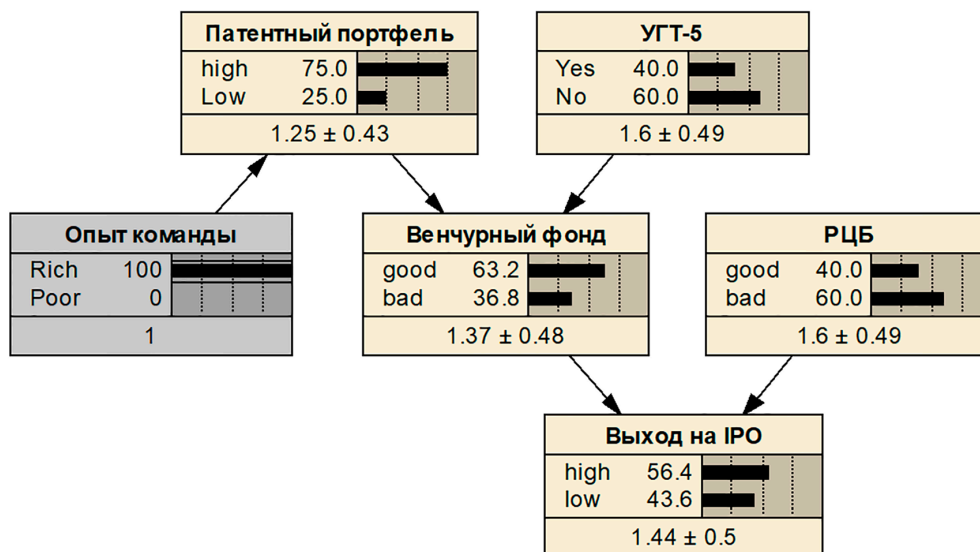 Патентный портфель
high 75.0
Low 25.0
1.25 ± 0.43
УГТ-5
Yes 40.0
No 60.0
1.6 ± 0.49
Опыт команды
Rich 100
Poor 0
1
Венчурный фонд
good 63.2
bad 36.8
1.37 ± 0.48
РЦБ
good 40.0
bad 60.0
1.6 ± 0.49
Выход на IPO
high 56.4
low 43.6
1.44 ± 0.5